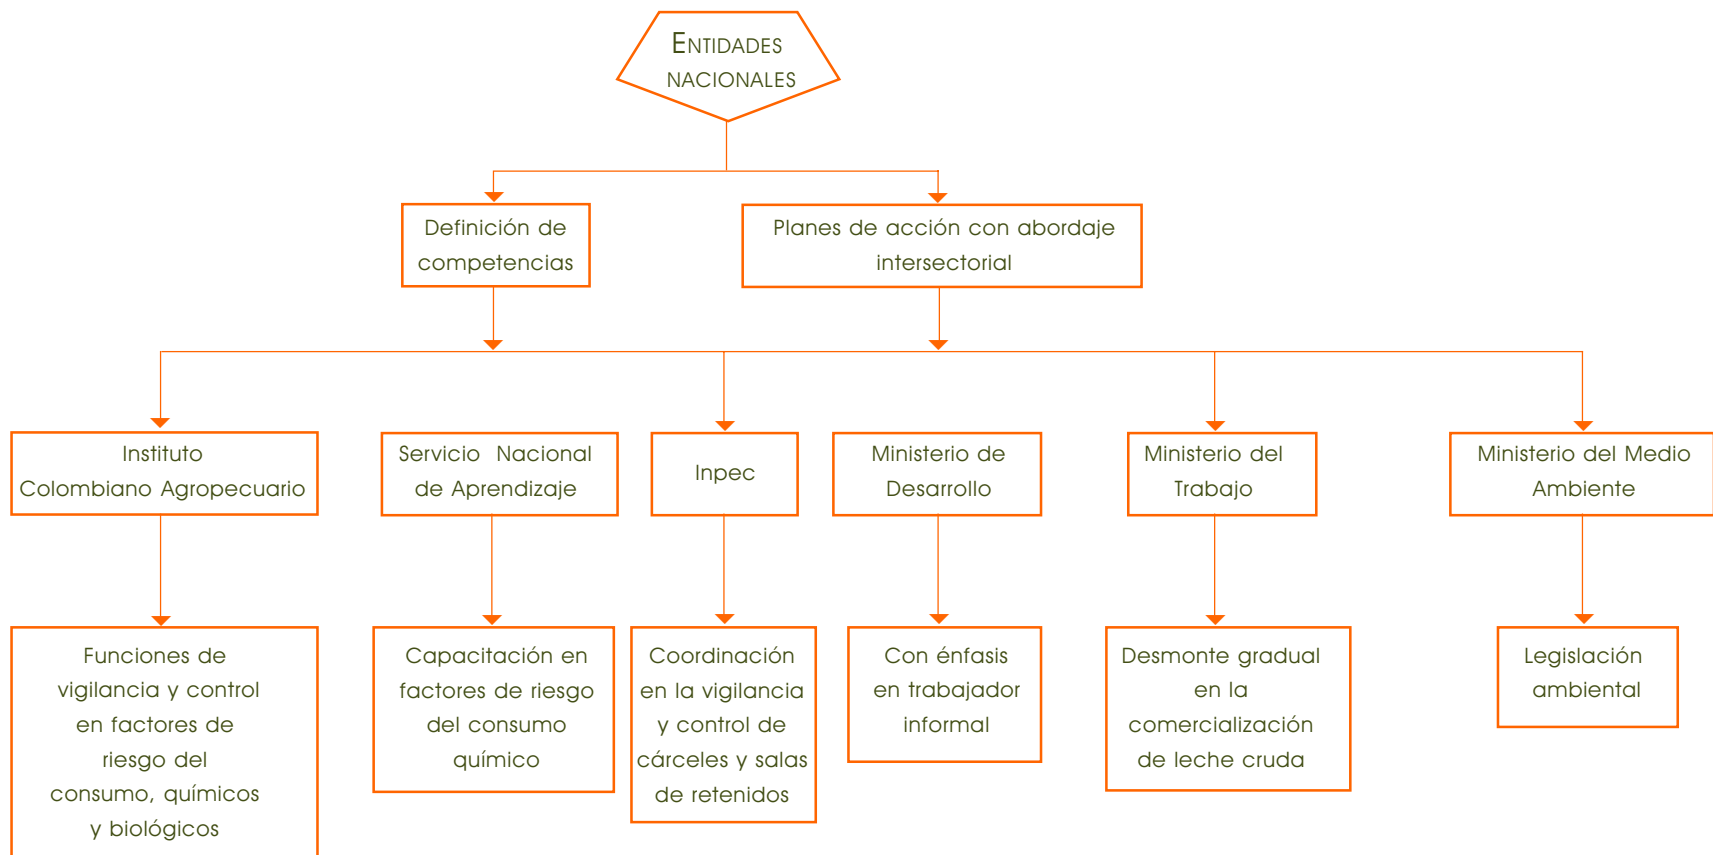 ENTIDADES
NACIONALES
Definición de
competencias
Planes de acción con abordaje
intersectorial
Instituto
Colombiano Agropecuario
Servicio Nacional
de Aprendizaje
Inpec
Ministerio de
Desarrollo
Ministerio del
Trabajo
Ministerio del Medio
Ambiente
Funciones de
vigilancia y control
en factores de
riesgo del
consumo, químicos
y biológicos
Capacitación en
factores de riesgo
del consumo
químico
Coordinación
en la vigilancia
y control de
cárceles y salas
de retenidos
Con énfasis
en trabajador
informal
Desmonte gradual
en la
comercialización
de leche cruda
Legislación
ambiental